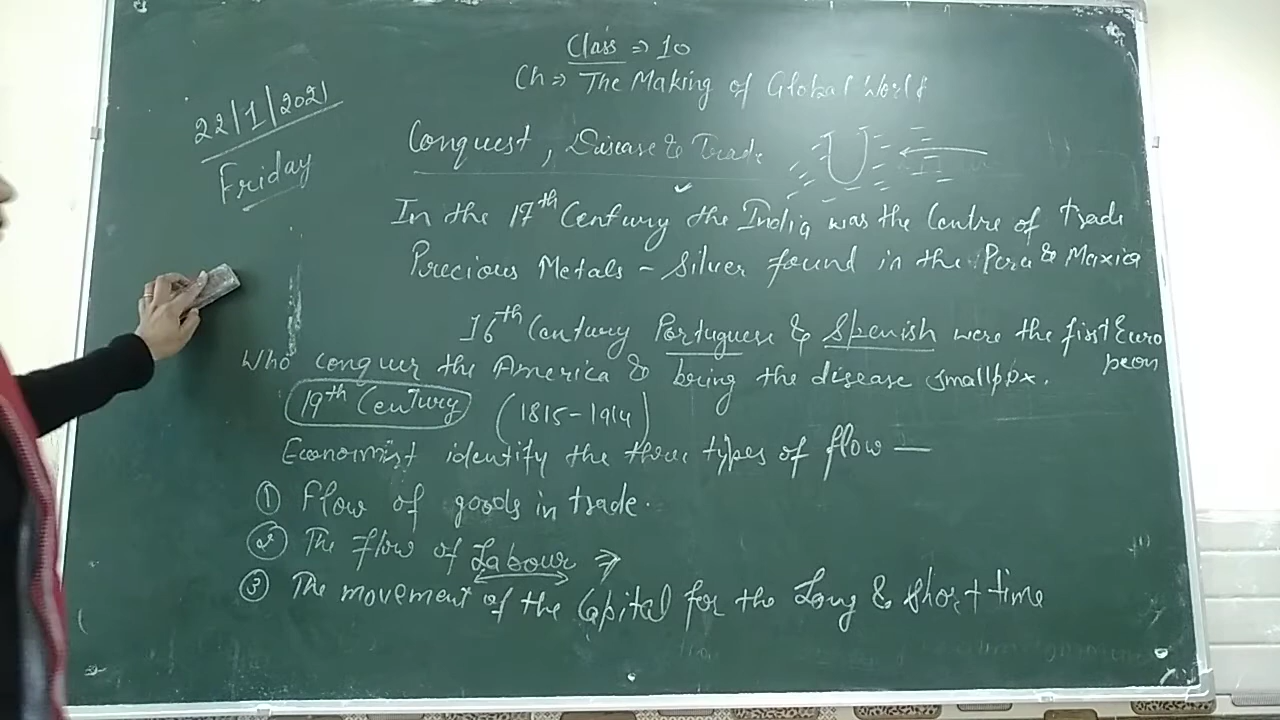 Class ⇒ 10
Ch ⇒ The Making of Global World
22/1/2021
Friday
Conquest, Disease & Trade
In the 17th Century the India was the Centre of trade
Precious Metals - Silver found in the Peru & Maxico
16th Century Portuguese & Spenish were the first Euro
pean
Who conquer the America & bring the disease smallpox.
19th Century (1815-1914)
Economist identify the three types of flow —
① Flow of goods in trade.
② The flow of Labour ⇒
③ The movement of the Capital for the Long & Short time